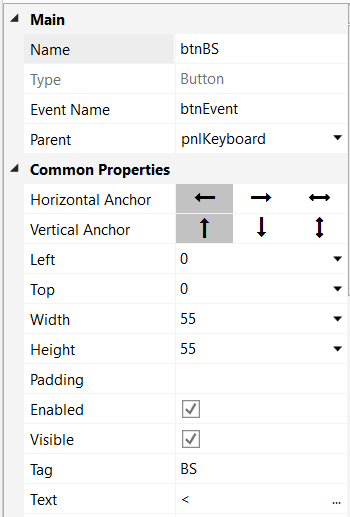 Main
Name btnBS
Type Button
Event Name btnEvent
Parent pnlKeyboard
Common Properties
Horizontal Anchor
Vertical Anchor
Left 0
Top 0
Width 55
Height 55
Padding
Enabled
Visible
Tag BS
Text < ...